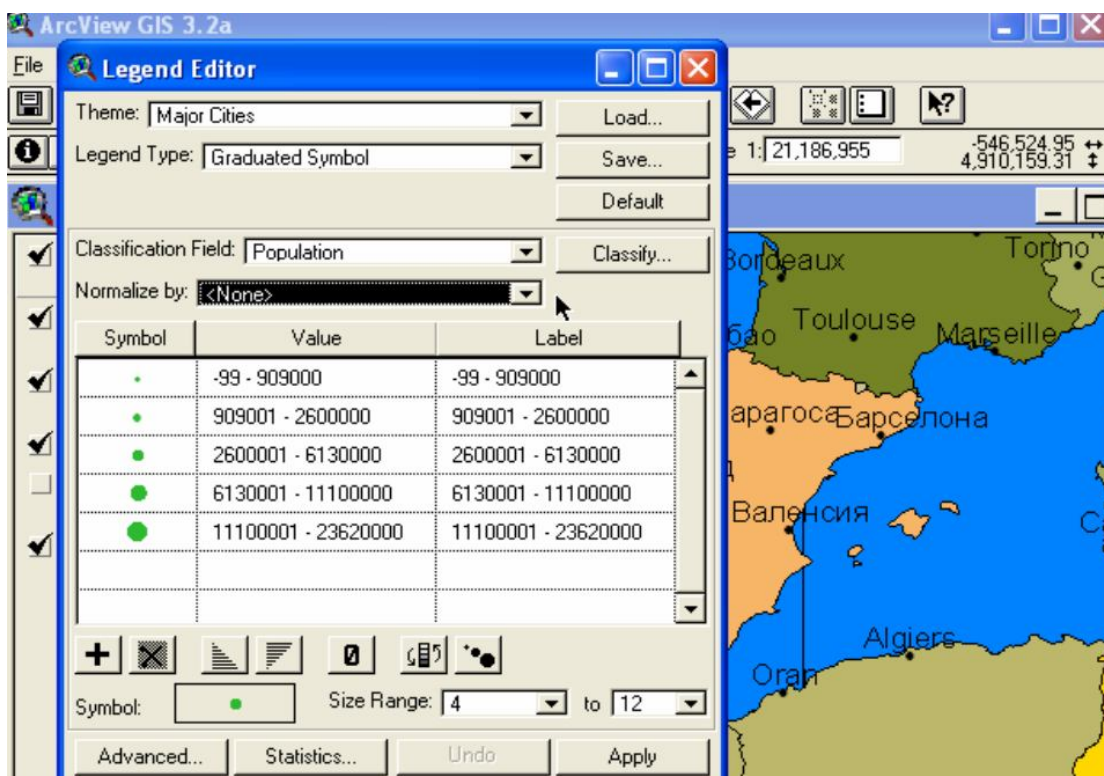 ArcView GIS 3.2a
File
Legend Editor
Theme: Major Cities
Load...
Legend Type: Graduated Symbol
Save...
Default
Classification Field: Population
Classify...
Normalize by: <None>
Symbol Value Label
-99 - 909000 -99 - 909000
909001 - 2600000 909001 - 2600000
2600001 - 6130000 2600001 - 6130000
6130001 - 11100000 6130001 - 11100000
11100001 - 23620000 11100001 - 23620000
Symbol:
Size Range: 4 to 12
Advanced... Statistics... Undo Apply
1: 21,186,955
-546,524.95
4,910,159.31
Bordeaux
Torino
Toulouse
Marseille
Барселона
Валенсия
Algiers
Oran